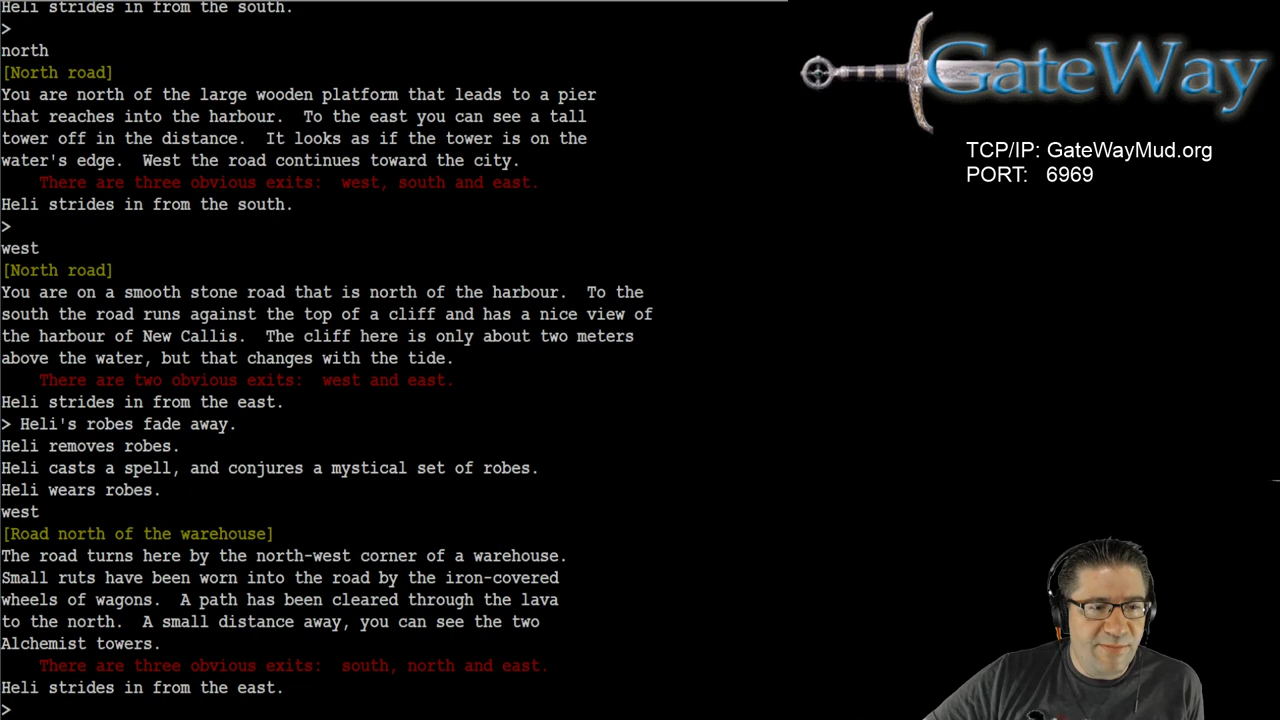 Heli strides in from the south.
>
north
[North road]
You are north of the large wooden platform that leads to a pier
that reaches into the harbour.  To the east you can see a tall
tower off in the distance.  It looks as if the tower is on the
water's edge.  West the road continues toward the city.
There are three obvious exits:  west, south and east.
Heli strides in from the south.
>
west
[North road]
You are on a smooth stone road that is north of the harbour.  To the
south the road runs against the top of a cliff and has a nice view of
the harbour of New Callis.  The cliff here is only about two meters
above the water, but that changes with the tide.
There are two obvious exits:  west and east.
Heli strides in from the east.
> Heli's robes fade away.
Heli removes robes.
Heli casts a spell, and conjures a mystical set of robes.
Heli wears robes.
west
[Road north of the warehouse]
The road turns here by the north-west corner of a warehouse.
Small ruts have been worn into the road by the iron-covered
wheels of wagons.  A path has been cleared through the lava
to the north.  A small distance away, you can see the two
Alchemist towers.
There are three obvious exits:  south, north and east.
Heli strides in from the east.
>
GateWay
TCP/IP: GateWayMud.org
PORT:   6969